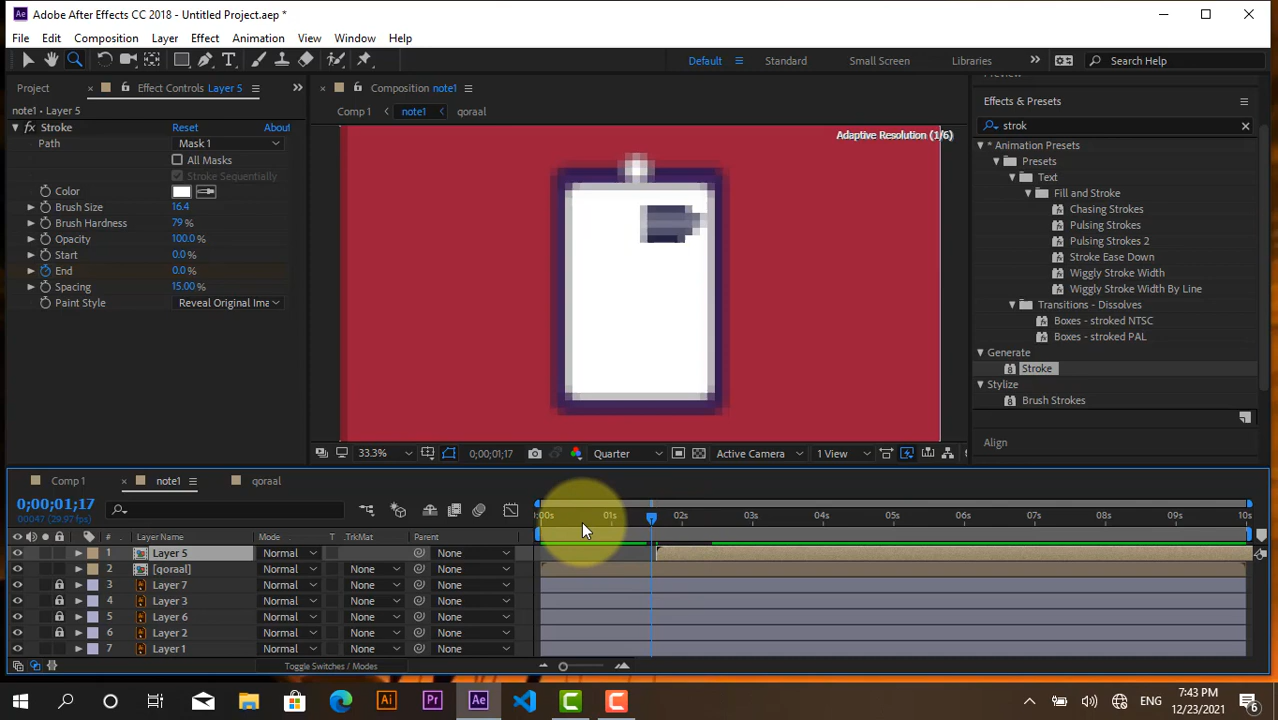 Adobe After Effects CC 2018 - Untitled Project.aep *
File Edit Composition Layer Effect Animation View Window Help
Default Standard Small Screen Libraries Search Help
Project Effect Controls Layer 5
note1 • Layer 5
fx Stroke Reset About
Path Mask 1
All Masks
Stroke Sequentially
Color
Brush Size 16.4
Brush Hardness 79 %
Opacity 100.0 %
Start 0.0 %
End 0.0 %
Spacing 15.00 %
Paint Style Reveal Original Ima
Composition note1
Comp 1 note1 qoraal
Adaptive Resolution (1/6)
33.3% 0;00;01;17 Quarter Active Camera 1 View
Effects & Presets
strok
* Animation Presets
Presets
Text
Fill and Stroke
Chasing Strokes
Pulsing Strokes
Pulsing Strokes 2
Stroke Ease Down
Wiggly Stroke Width
Wiggly Stroke Width By Line
Transitions - Dissolves
Boxes - stroked NTSC
Boxes - stroked PAL
Generate
Stroke
Stylize
Brush Strokes
Align
Comp 1 note1 qoraal
0;00;01;17
00047 (29.97 fps)
:00s 01s 02s 03s 04s 05s 06s 07s 08s 09s 10s
# Layer Name Mode T .TrkMat Parent
1 Layer 5 Normal None
2 [qoraal] Normal None None
3 Layer 7 Normal None None
4 Layer 3 Normal None None
5 Layer 6 Normal None None
6 Layer 2 Normal None None
7 Layer 1 Normal None None
Toggle Switches / Modes
Ai Pr Ae ENG 7:43 PM
12/23/2021 6